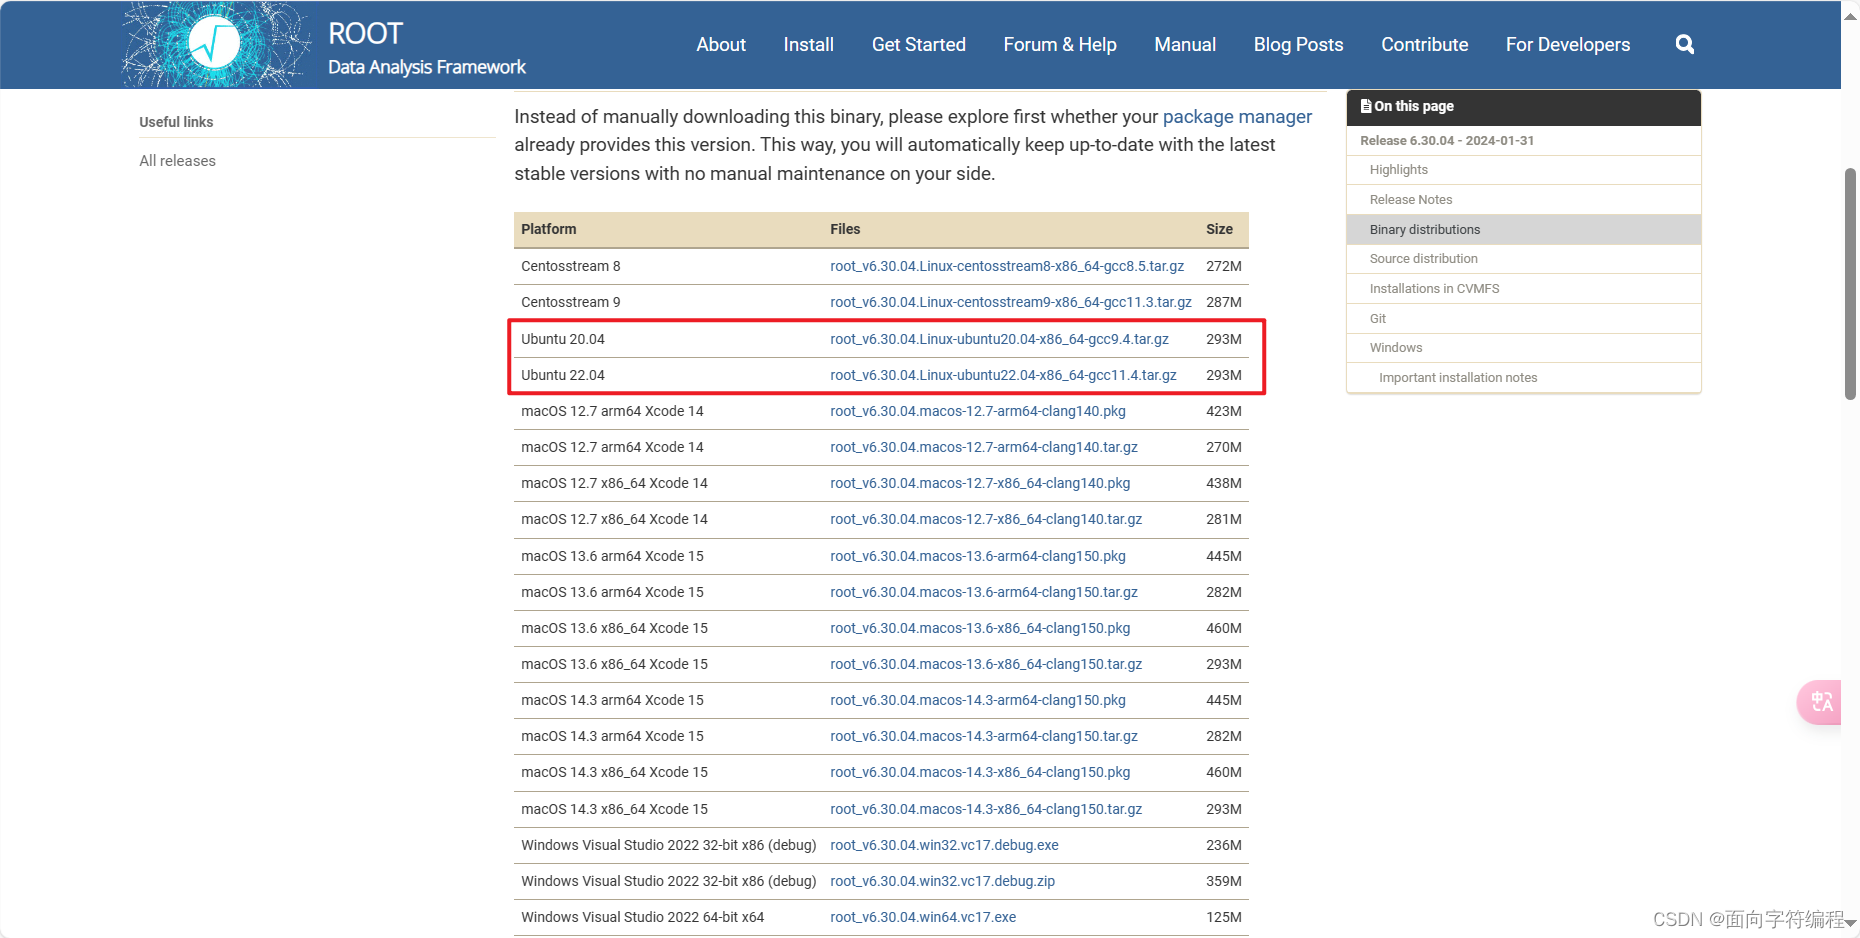 ROOT
Data Analysis Framework
About Install Get Started Forum & Help Manual Blog Posts Contribute For Developers
Useful links
All releases
Instead of manually downloading this binary, please explore first whether your package manager
already provides this version. This way, you will automatically keep up-to-date with the latest
stable versions with no manual maintenance on your side.
Platform Files Size
Centosstream 8 root_v6.30.04.Linux-centosstream8-x86_64-gcc8.5.tar.gz 272M
Centosstream 9 root_v6.30.04.Linux-centosstream9-x86_64-gcc11.3.tar.gz 287M
Ubuntu 20.04 root_v6.30.04.Linux-ubuntu20.04-x86_64-gcc9.4.tar.gz 293M
Ubuntu 22.04 root_v6.30.04.Linux-ubuntu22.04-x86_64-gcc11.4.tar.gz 293M
macOS 12.7 arm64 Xcode 14 root_v6.30.04.macos-12.7-arm64-clang140.pkg 423M
macOS 12.7 arm64 Xcode 14 root_v6.30.04.macos-12.7-arm64-clang140.tar.gz 270M
macOS 12.7 x86_64 Xcode 14 root_v6.30.04.macos-12.7-x86_64-clang140.pkg 438M
macOS 12.7 x86_64 Xcode 14 root_v6.30.04.macos-12.7-x86_64-clang140.tar.gz 281M
macOS 13.6 arm64 Xcode 15 root_v6.30.04.macos-13.6-arm64-clang150.pkg 445M
macOS 13.6 arm64 Xcode 15 root_v6.30.04.macos-13.6-arm64-clang150.tar.gz 282M
macOS 13.6 x86_64 Xcode 15 root_v6.30.04.macos-13.6-x86_64-clang150.pkg 460M
macOS 13.6 x86_64 Xcode 15 root_v6.30.04.macos-13.6-x86_64-clang150.tar.gz 293M
macOS 14.3 arm64 Xcode 15 root_v6.30.04.macos-14.3-arm64-clang150.pkg 445M
macOS 14.3 arm64 Xcode 15 root_v6.30.04.macos-14.3-arm64-clang150.tar.gz 282M
macOS 14.3 x86_64 Xcode 15 root_v6.30.04.macos-14.3-x86_64-clang150.pkg 460M
macOS 14.3 x86_64 Xcode 15 root_v6.30.04.macos-14.3-x86_64-clang150.tar.gz 293M
Windows Visual Studio 2022 32-bit x86 (debug) root_v6.30.04.win32.vc17.debug.exe 236M
Windows Visual Studio 2022 32-bit x86 (debug) root_v6.30.04.win32.vc17.debug.zip 359M
Windows Visual Studio 2022 64-bit x64 root_v6.30.04.win64.vc17.exe 125M
On this page
Release 6.30.04 - 2024-01-31
Highlights
Release Notes
Binary distributions
Source distribution
Installations in CVMFS
Git
Windows
Important installation notes
中A
CSDN @面向字符编程